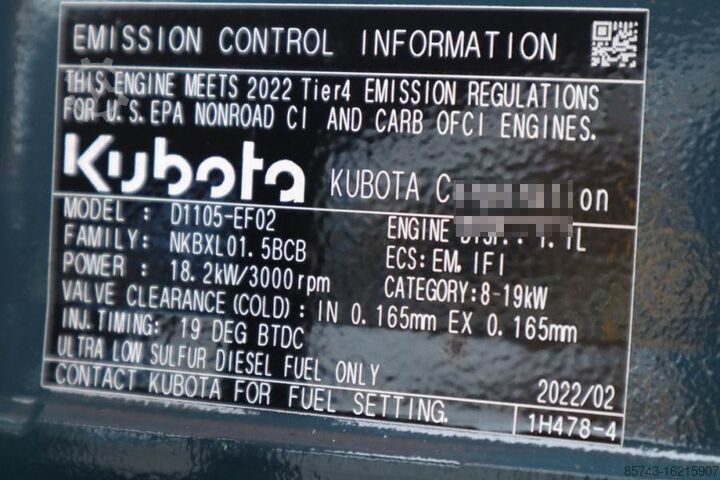 EMISSION CONTROL INFORMATION
THIS ENGINE MEETS 2022 Tier4 EMISSION REGULATIONS
FOR U.S. EPA NONROAD CI AND CARB OFCI ENGINES.
Kubota KUBOTA
MODEL : D1105-EF02 ENGINE 1.1L
FAMILY: NKBXL01.5BCB ECS: EM, IFI
POWER : 18.2kW/3000rpm CATEGORY:8-19kW
VALVE CLEARANCE(COLD): IN 0.165mm EX 0.165mm
INJ.TIMING: 19 DEG BTDC
ULTRA LOW SULFUR DIESEL FUEL ONLY 2022/02
CONTACT KUBOTA FOR FUEL SETTING. 1H478-4
85743-16215907